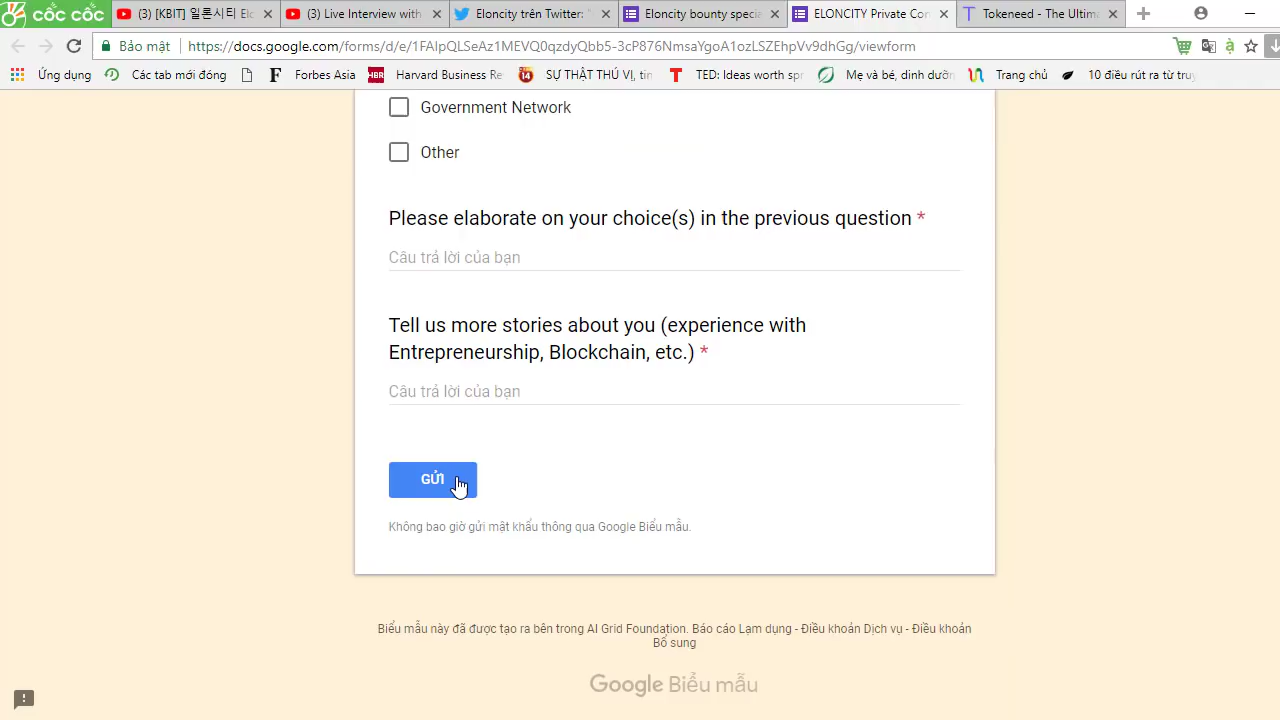 cốc cốc
(3) [KBIT] 일론시티 Elo
(3) Live Interview with
Eloncity trên Twitter: "
Eloncity bounty specia
ELONCITY Private Con
Tokeneed - The Ultima
Bảo mật
https://docs.google.com/forms/d/e/
/viewform
Ứng dụng
Các tab mới đóng
F
Forbes Asia
HBR
Harvard Business Re
14
SỰ THẬT THÚ VỊ, tin
T
TED: Ideas worth spr
Mẹ và bé, dinh dưỡn
Trang chủ
10 điều rút ra từ truy
Government Network
Other
Please elaborate on your choice(s) in the previous question *
Câu trả lời của bạn
Tell us more stories about you (experience with
Entrepreneurship, Blockchain, etc.) *
Câu trả lời của bạn
GỬI
Không bao giờ gửi mật khẩu thông qua Google Biểu mẫu.
Biểu mẫu này đã được tạo ra bên trong AI Grid Foundation. Báo cáo Lạm dụng - Điều khoản Dịch vụ - Điều khoản
Bổ sung
Google Biểu mẫu